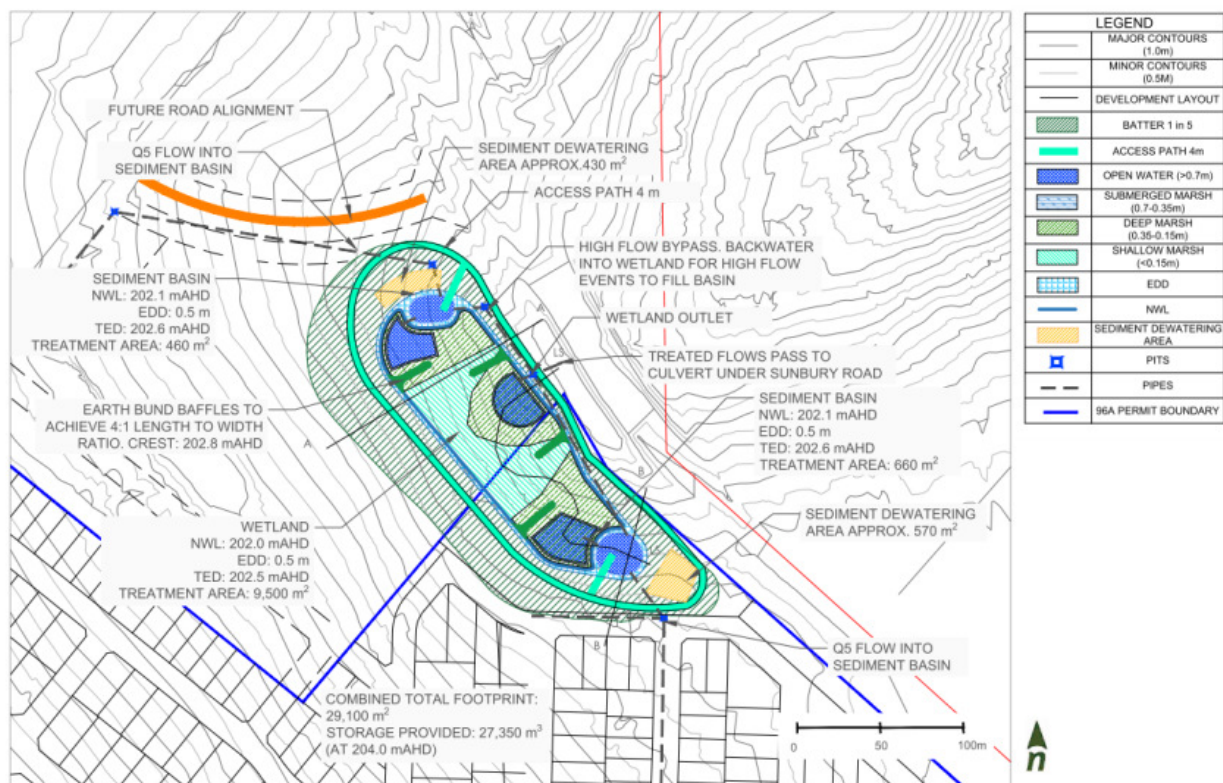 FUTURE ROAD ALIGNMENT
Q5 FLOW INTO
SEDIMENT BASIN
SEDIMENT DEWATERING
AREA APPROX.430 m²
ACCESS PATH 4 m
SEDIMENT BASIN
NWL: 202.1 mAHD
EDD: 0.5 m
TED: 202.6 mAHD
TREATMENT AREA: 460 m²
HIGH FLOW BYPASS. BACKWATER
INTO WETLAND FOR HIGH FLOW
EVENTS TO FILL BASIN
WETLAND OUTLET
TREATED FLOWS PASS TO
CULVERT UNDER SUNBURY ROAD
EARTH BUND BAFFLES TO
ACHIEVE 4:1 LENGTH TO WIDTH
RATIO. CREST: 202.8 mAHD
SEDIMENT BASIN
NWL: 202.1 mAHD
EDD: 0.5 m
TED: 202.6 mAHD
TREATMENT AREA: 660 m²
A
A
B
B
LS
WETLAND
NWL: 202.0 mAHD
EDD: 0.5 m
TED: 202.5 mAHD
TREATMENT AREA: 9,500 m²
SEDIMENT DEWATERING
AREA APPROX. 570 m²
Q5 FLOW INTO
SEDIMENT BASIN
COMBINED TOTAL FOOTPRINT:
29,100 m²
STORAGE PROVIDED: 27,350 m³
(AT 204.0 mAHD)
0 50 100m
LEGEND
MAJOR CONTOURS
(1.0m)
MINOR CONTOURS
(0.5M)
DEVELOPMENT LAYOUT
BATTER 1 in 5
ACCESS PATH 4m
OPEN WATER (>0.7m)
SUBMERGED MARSH
(0.7-0.35m)
DEEP MARSH
(0.35-0.15m)
SHALLOW MARSH
(<0.15m)
EDD
NWL
SEDIMENT DEWATERING
AREA
PITS
PIPES
96A PERMIT BOUNDARY
n